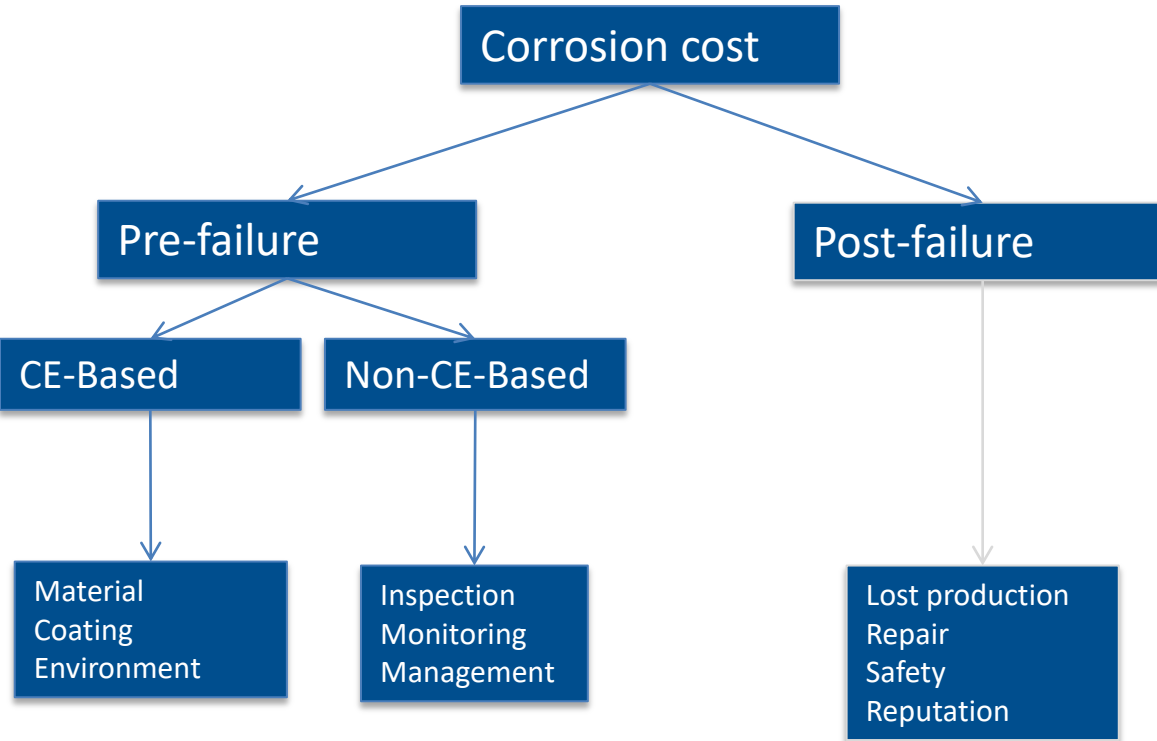 Corrosion cost
Pre-failure
Post-failure
CE-Based
Non-CE-Based
Material
Coating
Environment
Inspection
Monitoring
Management
Lost production
Repair
Safety
Reputation